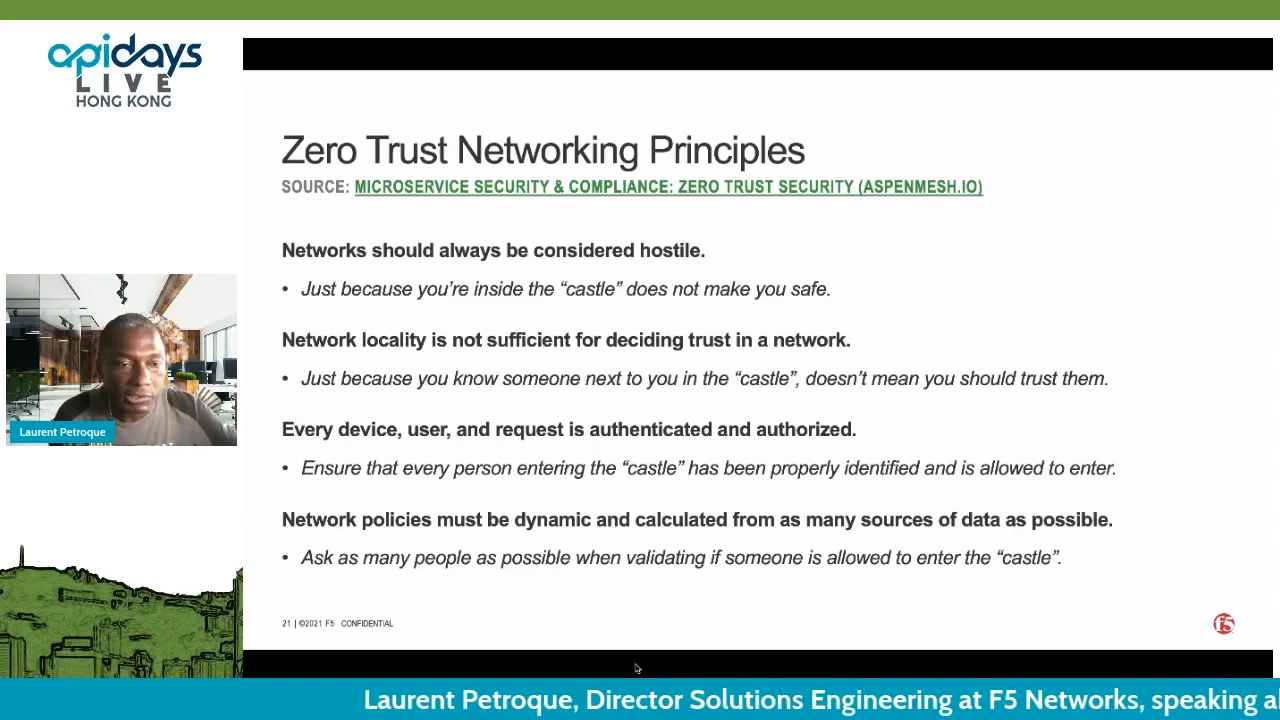 apidays
LIVE
HONG KONG
Zero Trust Networking Principles
SOURCE: MICROSERVICE SECURITY & COMPLIANCE: ZERO TRUST SECURITY (ASPENMESH.IO)
Networks should always be considered hostile.
• Just because you’re inside the “castle” does not make you safe.
Network locality is not sufficient for deciding trust in a network.
• Just because you know someone next to you in the “castle”, doesn’t mean you should trust them.
Every device, user, and request is authenticated and authorized.
• Ensure that every person entering the “castle” has been properly identified and is allowed to enter.
Network policies must be dynamic and calculated from as many sources of data as possible.
• Ask as many people as possible when validating if someone is allowed to enter the “castle”.
21 | ©2021 F5 CONFIDENTIAL
f5
Laurent Petroque
Laurent Petroque, Director Solutions Engineering at F5 Networks, speaking